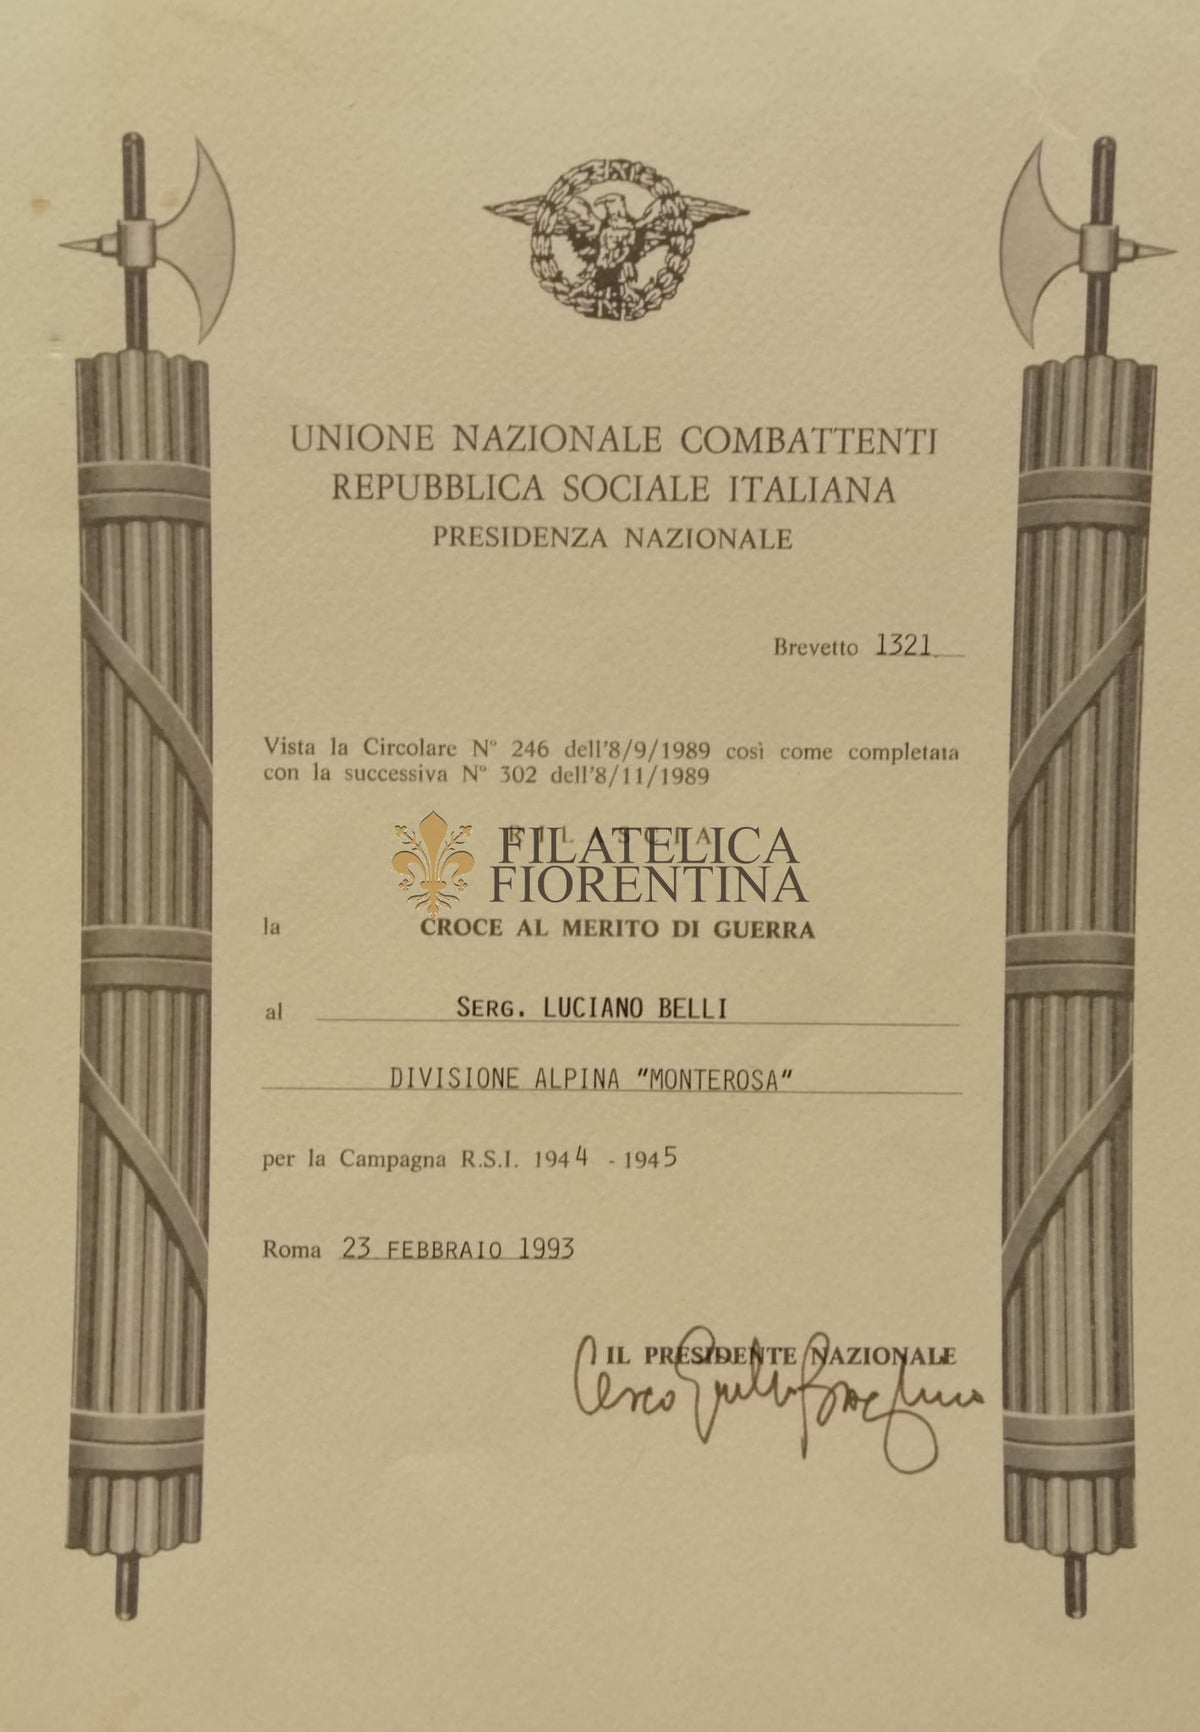 UNIONE NAZIONALE COMBATTENTI
REPUBBLICA SOCIALE ITALIANA
PRESIDENZA NAZIONALE
Brevetto 1321
Vista la Circolare N° 246 dell'8/9/1989 così come completata
con la successiva N° 302 dell'8/11/1989
RILASCIA
FILATELICA
FIORENTINA
la CROCE AL MERITO DI GUERRA
al SERG. LUCIANO BELLI
DIVISIONE ALPINA "MONTEROSA"
per la Campagna R.S.I. 1944 - 1945
Roma 23 FEBBRAIO 1993
IL PRESIDENTE NAZIONALE